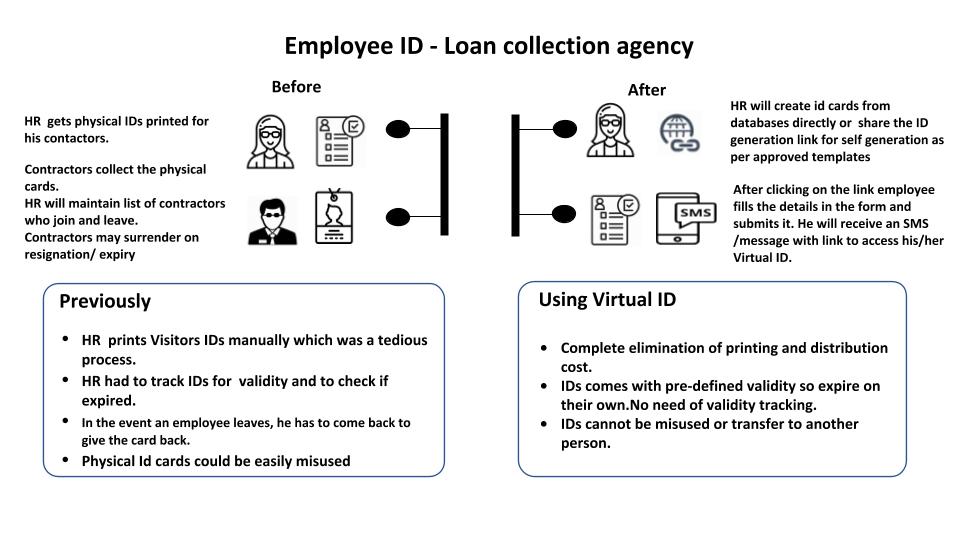 Employee ID - Loan collection agency
Before
HR gets physical IDs printed for
his contactors.
Contractors collect the physical
cards.
HR will maintain list of contractors
who join and leave.
Contractors may surrender on
resignation/ expiry
After
HR will create id cards from
databases directly or share the ID
generation link for self generation as
per approved templates
After clicking on the link employee
fills the details in the form and
submits it. He will receive an SMS
/message with link to access his/her
Virtual ID.
SMS
Previously
• HR prints Visitors IDs manually which was a tedious
process.
• HR had to track IDs for validity and to check if
expired.
• In the event an employee leaves, he has to come back to
give the card back.
• Physical Id cards could be easily misused
Using Virtual ID
• Complete elimination of printing and distribution
cost.
• IDs comes with pre-defined validity so expire on
their own.No need of validity tracking.
• IDs cannot be misused or transfer to another
person.